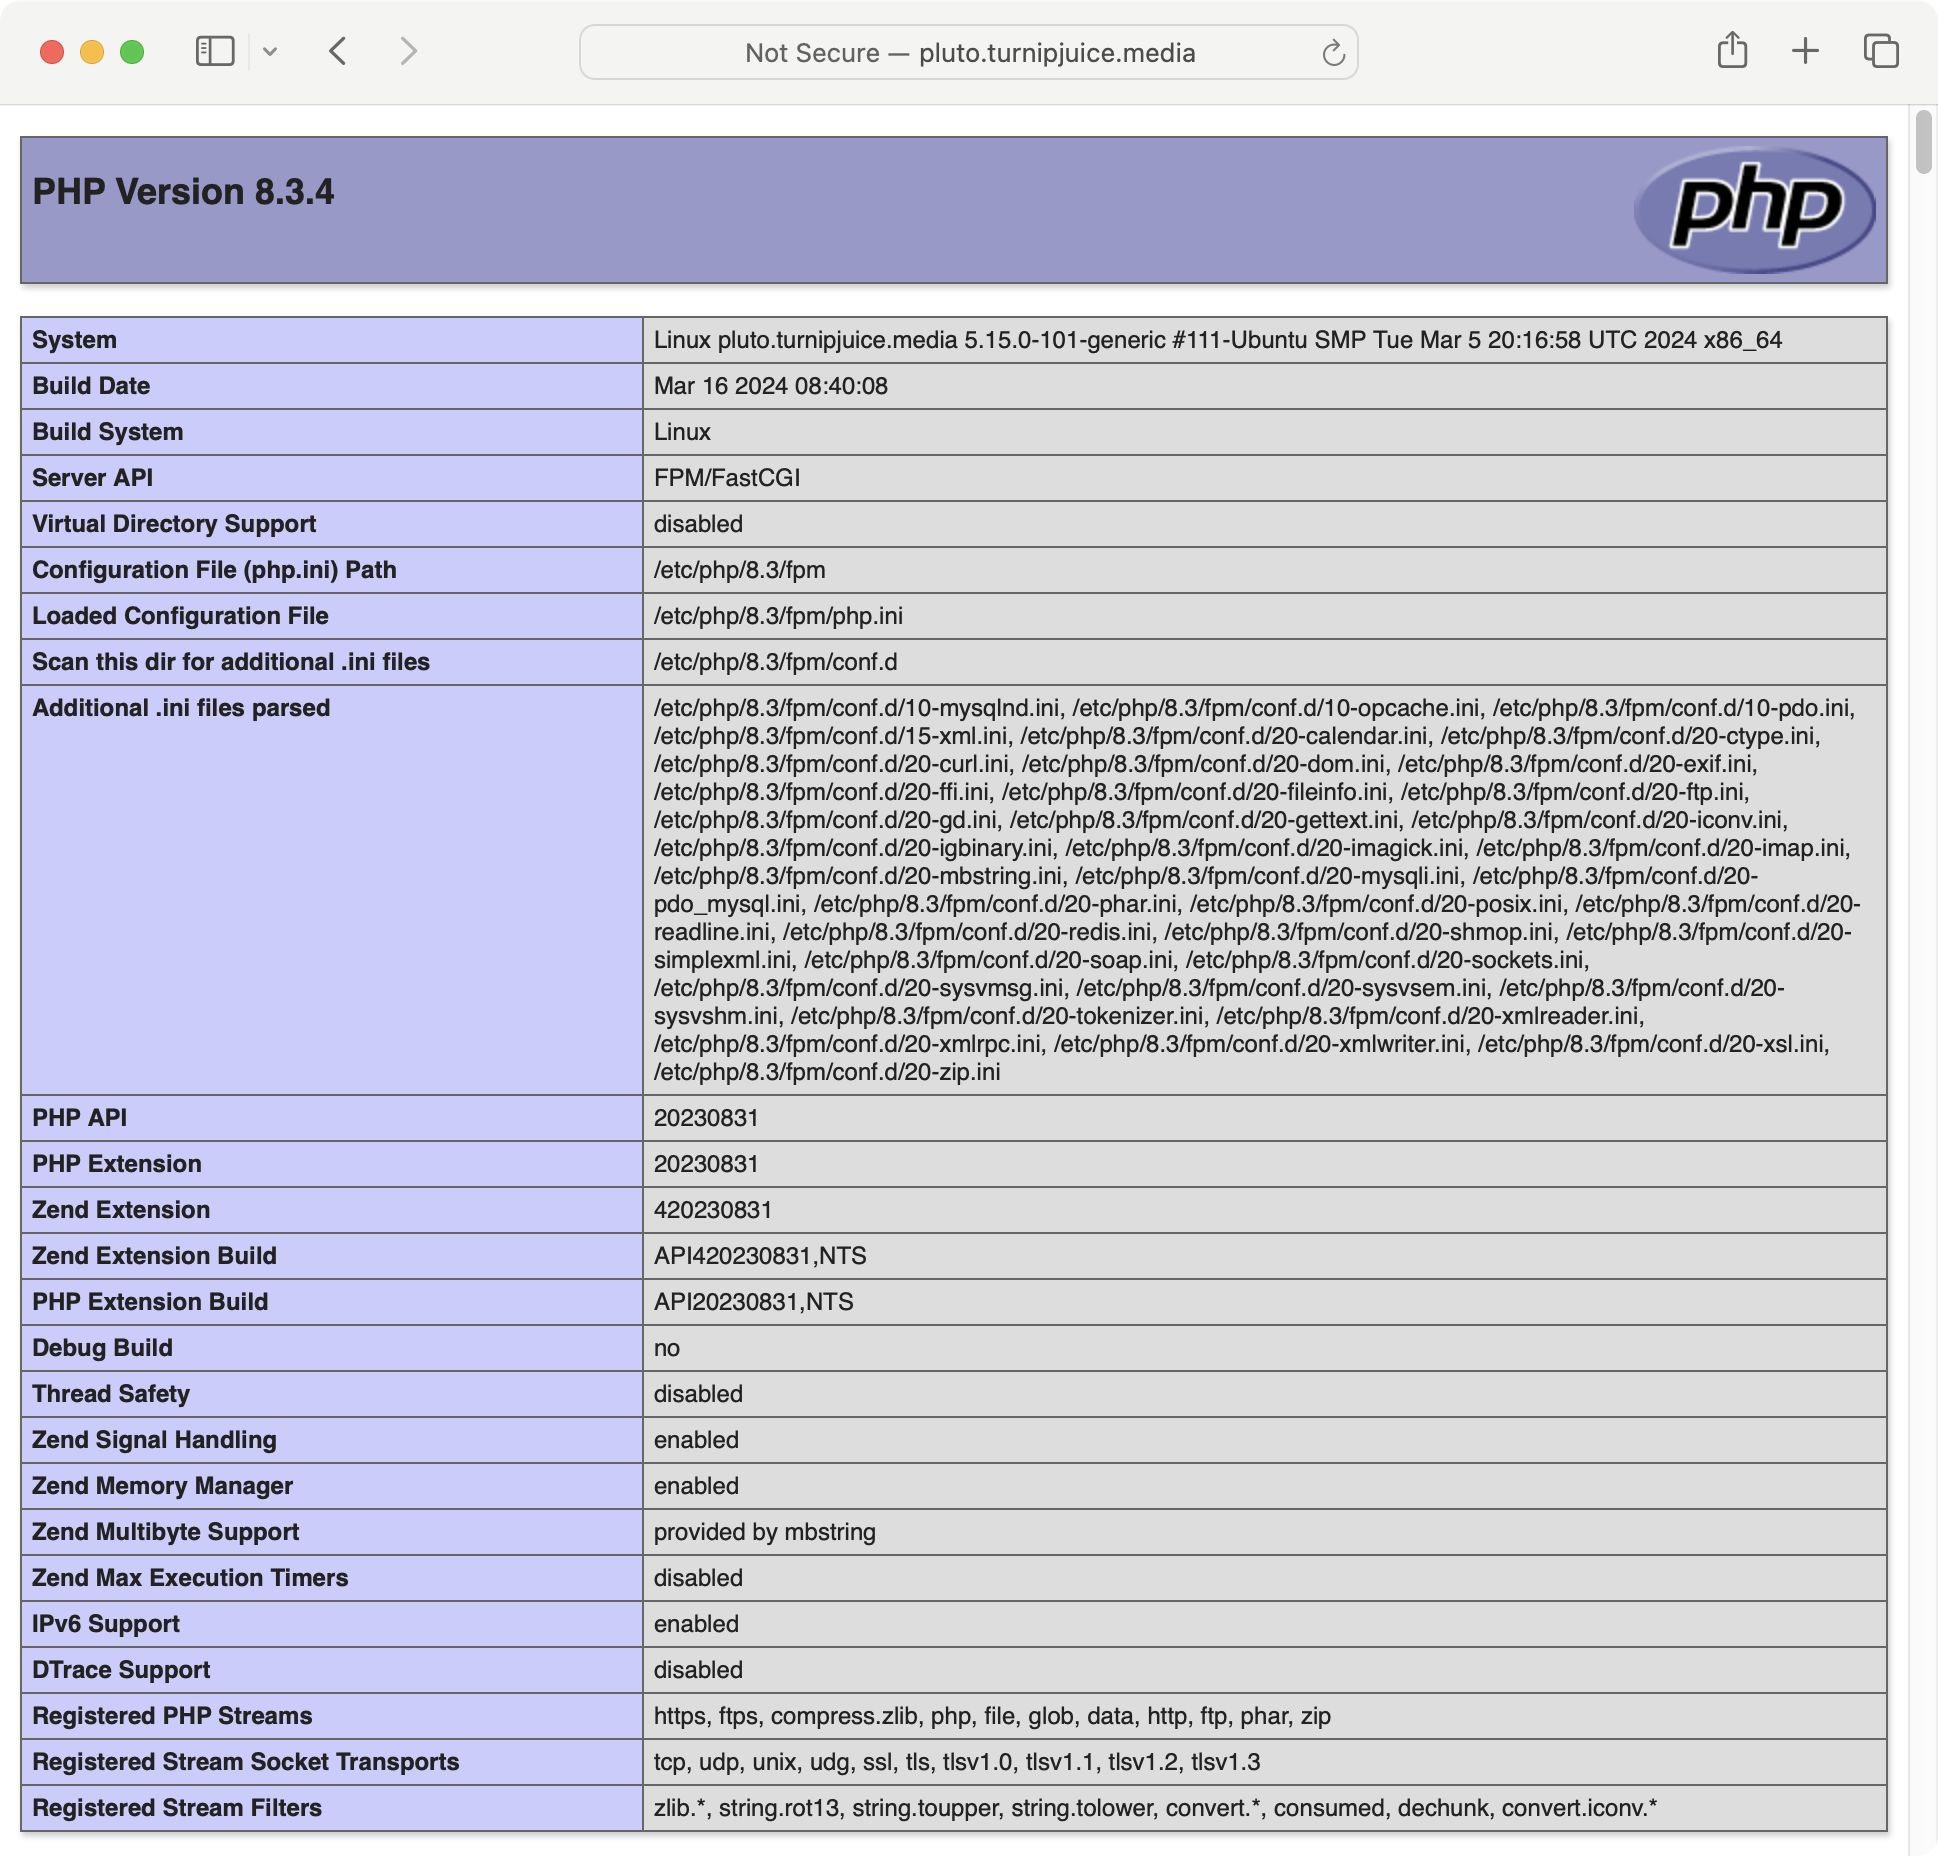 Not Secure — pluto.turnipjuice.media
PHP Version 8.3.4
php
System Linux pluto.turnipjuice.media 5.15.0-101-generic #111-Ubuntu SMP Tue Mar 5 20:16:58 UTC 2024 x86_64
Build Date Mar 16 2024 08:40:08
Build System Linux
Server API FPM/FastCGI
Virtual Directory Support disabled
Configuration File (php.ini) Path /etc/php/8.3/fpm
Loaded Configuration File /etc/php/8.3/fpm/php.ini
Scan this dir for additional .ini files /etc/php/8.3/fpm/conf.d
Additional .ini files parsed /etc/php/8.3/fpm/conf.d/10-mysqlnd.ini, /etc/php/8.3/fpm/conf.d/10-opcache.ini, /etc/php/8.3/fpm/conf.d/10-pdo.ini,
/etc/php/8.3/fpm/conf.d/15-xml.ini, /etc/php/8.3/fpm/conf.d/20-calendar.ini, /etc/php/8.3/fpm/conf.d/20-ctype.ini,
/etc/php/8.3/fpm/conf.d/20-curl.ini, /etc/php/8.3/fpm/conf.d/20-dom.ini, /etc/php/8.3/fpm/conf.d/20-exif.ini,
/etc/php/8.3/fpm/conf.d/20-ffi.ini, /etc/php/8.3/fpm/conf.d/20-fileinfo.ini, /etc/php/8.3/fpm/conf.d/20-ftp.ini,
/etc/php/8.3/fpm/conf.d/20-gd.ini, /etc/php/8.3/fpm/conf.d/20-gettext.ini, /etc/php/8.3/fpm/conf.d/20-iconv.ini,
/etc/php/8.3/fpm/conf.d/20-igbinary.ini, /etc/php/8.3/fpm/conf.d/20-imagick.ini, /etc/php/8.3/fpm/conf.d/20-imap.ini,
/etc/php/8.3/fpm/conf.d/20-mbstring.ini, /etc/php/8.3/fpm/conf.d/20-mysqli.ini, /etc/php/8.3/fpm/conf.d/20-
pdo_mysql.ini, /etc/php/8.3/fpm/conf.d/20-phar.ini, /etc/php/8.3/fpm/conf.d/20-posix.ini, /etc/php/8.3/fpm/conf.d/20-
readline.ini, /etc/php/8.3/fpm/conf.d/20-redis.ini, /etc/php/8.3/fpm/conf.d/20-shmop.ini, /etc/php/8.3/fpm/conf.d/20-
simplexml.ini, /etc/php/8.3/fpm/conf.d/20-soap.ini, /etc/php/8.3/fpm/conf.d/20-sockets.ini,
/etc/php/8.3/fpm/conf.d/20-sysvmsg.ini, /etc/php/8.3/fpm/conf.d/20-sysvsem.ini, /etc/php/8.3/fpm/conf.d/20-
sysvshm.ini, /etc/php/8.3/fpm/conf.d/20-tokenizer.ini, /etc/php/8.3/fpm/conf.d/20-xmlreader.ini,
/etc/php/8.3/fpm/conf.d/20-xmlrpc.ini, /etc/php/8.3/fpm/conf.d/20-xmlwriter.ini, /etc/php/8.3/fpm/conf.d/20-xsl.ini,
/etc/php/8.3/fpm/conf.d/20-zip.ini
PHP API 20230831
PHP Extension 20230831
Zend Extension 420230831
Zend Extension Build API420230831,NTS
PHP Extension Build API20230831,NTS
Debug Build no
Thread Safety disabled
Zend Signal Handling enabled
Zend Memory Manager enabled
Zend Multibyte Support provided by mbstring
Zend Max Execution Timers disabled
IPv6 Support enabled
DTrace Support disabled
Registered PHP Streams https, ftps, compress.zlib, php, file, glob, data, http, ftp, phar, zip
Registered Stream Socket Transports tcp, udp, unix, udg, ssl, tls, tlsv1.0, tlsv1.1, tlsv1.2, tlsv1.3
Registered Stream Filters zlib.*, string.rot13, string.toupper, string.tolower, convert.*, consumed, dechunk, convert.iconv.*